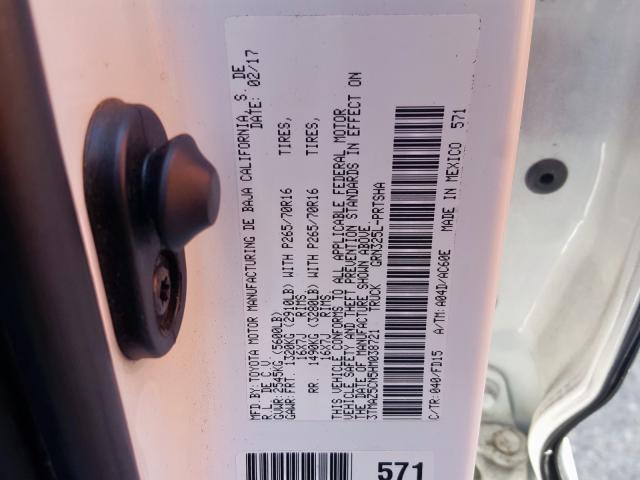 MFD.BY:TOYOTA MOTOR MANUFACTURING DE BAJA CALIFORNIA, S. DE
R.L. DE C.V. DATE: 02/17
GVWR: 2545KG (5600LB)
GAWR: FRT. 1320KG (2910LB) WITH P265/70R16 TIRES,
16X7J RIMS
RR. 1490KG (3280LB) WITH P265/70R16 TIRES,
16X7J RIMS
THIS VEHICLE CONFORMS TO ALL APPLICABLE FEDERAL MOTOR
VEHICLE SAFETY AND THEFT PREVENTION STANDARDS IN EFFECT ON
THE DATE OF MANUFACTURE SHOWN ABOVE.
3TMAZ5CN5HM030721 TRUCK GRN325L-PRTSHA
C/TR: 040/FD15 A/TM: A04D/AC60E
MADE IN MEXICO 571
571